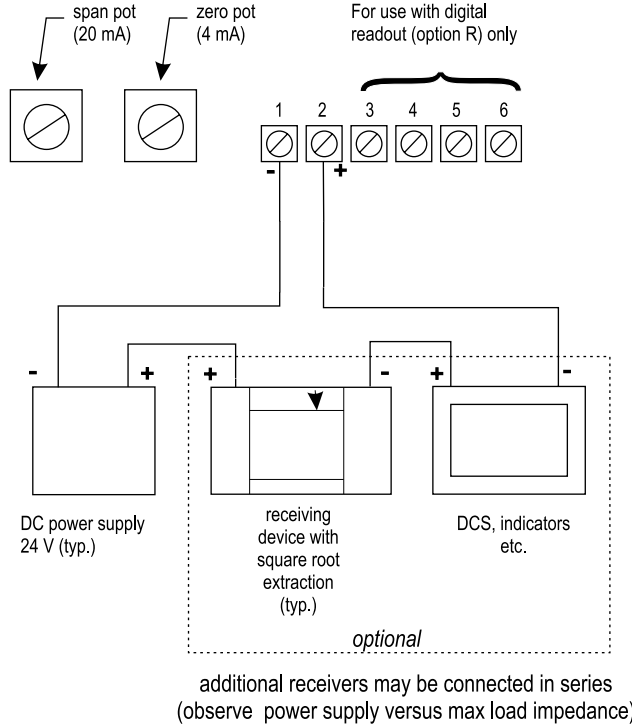 span pot
(20 mA)
zero pot
(4 mA)
For use with digital
readout (option R) only
1 2 3 4 5 6
- +
- + + - + -
DC power supply
24 V (typ.)
receiving
device with
square root
extraction
(typ.)
DCS, indicators
etc.
optional
additional receivers may be connected in series
(observe power supply versus max load impedance)